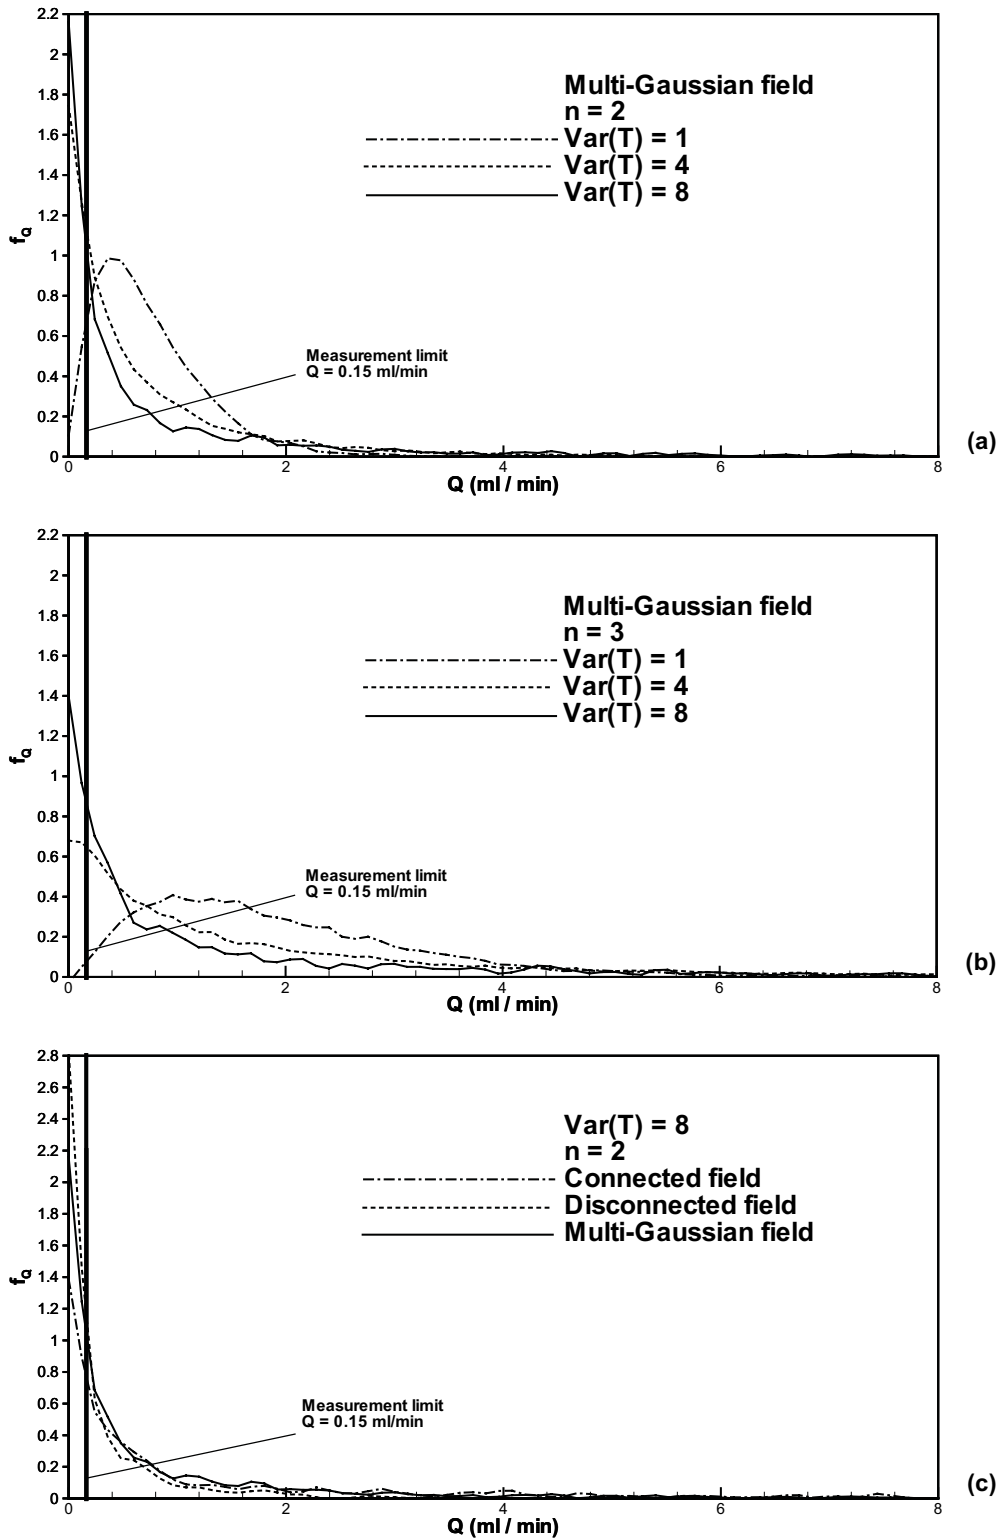 2.2
2
1.8
1.6
1.4
1.2
1
0.8
0.6
0.4
0.2
0
f_Q
Multi-Gaussian field
n = 2
Var(T) = 1
Var(T) = 4
Var(T) = 8
Measurement limit
Q = 0.15 ml/min
0 2 4 6 8
Q (ml / min)
(a)
2.2
2
1.8
1.6
1.4
1.2
1
0.8
0.6
0.4
0.2
0
f_Q
Multi-Gaussian field
n = 3
Var(T) = 1
Var(T) = 4
Var(T) = 8
Measurement limit
Q = 0.15 ml/min
0 2 4 6 8
Q (ml / min)
(b)
2.8
2.6
2.4
2.2
2
1.8
1.6
1.4
1.2
1
0.8
0.6
0.4
0.2
0
f_Q
Var(T) = 8
n = 2
Connected field
Disconnected field
Multi-Gaussian field
Measurement limit
Q = 0.15 ml/min
0 2 4 6 8
Q (ml / min)
(c)